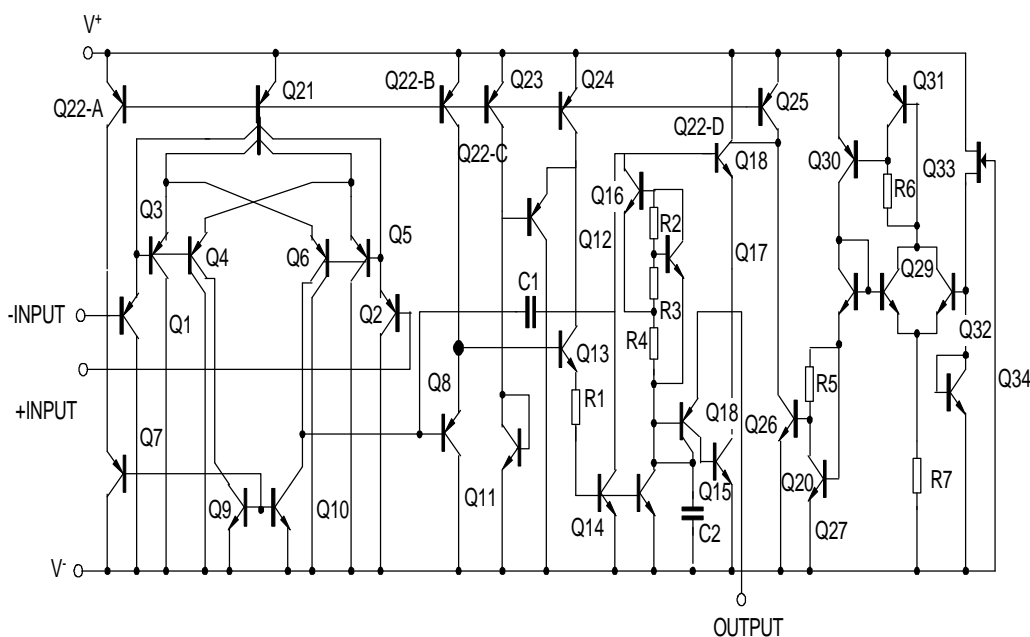 V+
Q22-A
Q21
Q22-B
Q23
Q24
Q25
Q31
Q22-C
Q22-D
Q18
Q30
Q33
Q16
R6
Q3
Q4
Q6
Q5
Q12
R2
Q17
Q29
C1
R3
-INPUT
Q1
Q2
Q13
R4
Q32
+INPUT
Q8
R1
R5
Q34
Q18
Q26
Q7
Q11
Q15
Q20
R7
Q9
Q10
Q14
C2
Q27
V-
OUTPUT